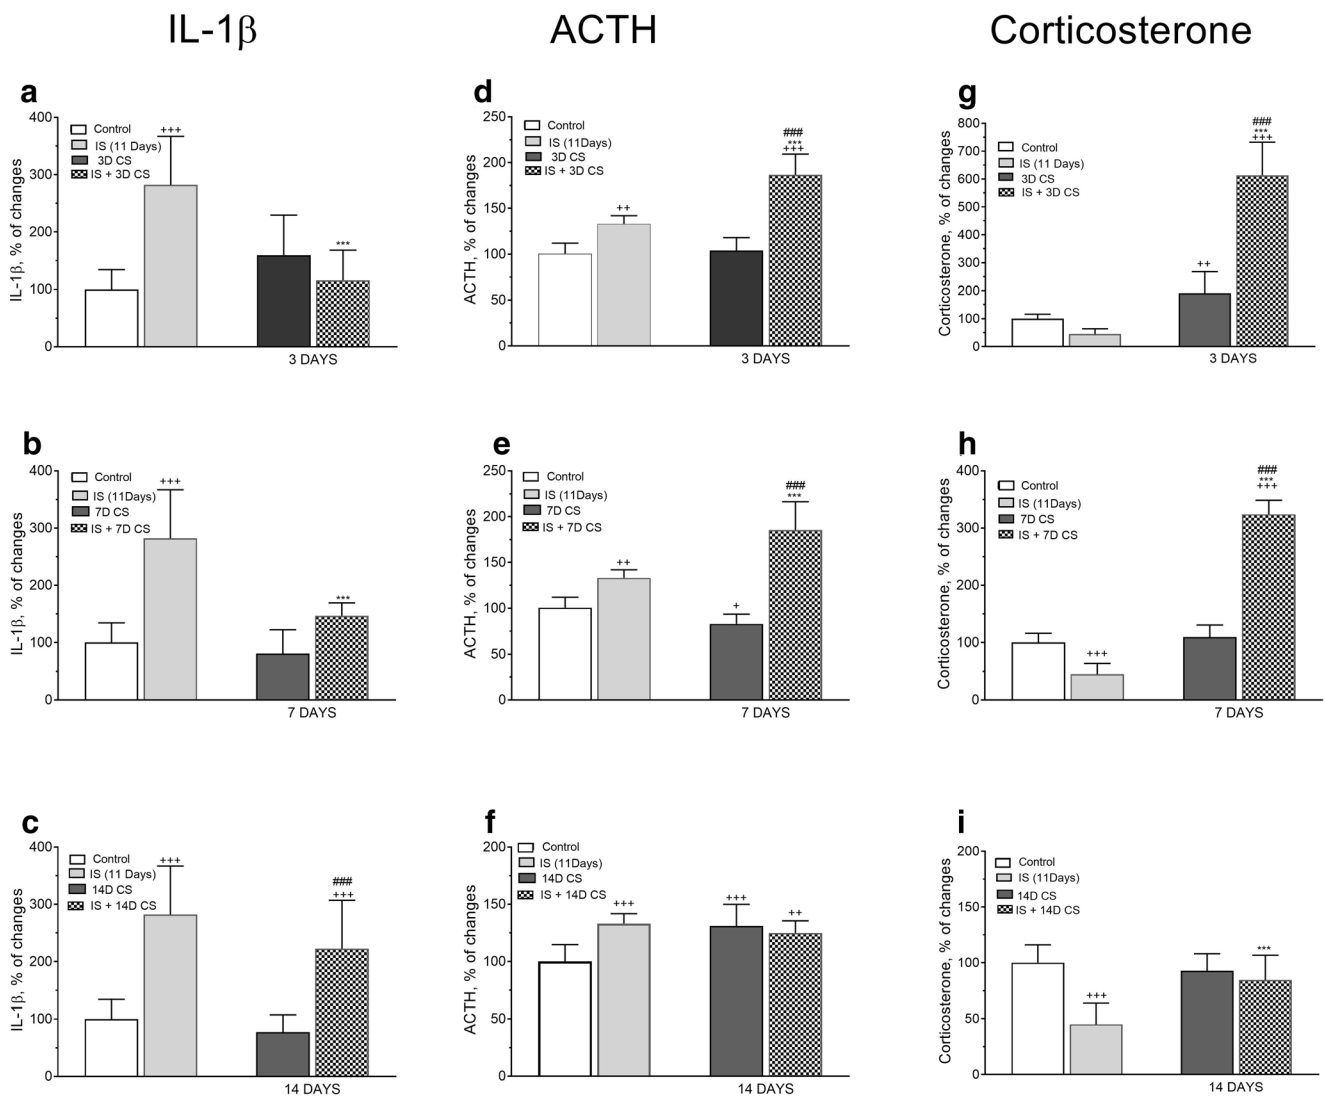 IL-1β
ACTH
Corticosterone
a
IL-1β, % of changes
400
300
200
100
0
Control
IS (11 Days)
3D CS
IS + 3D CS
+++
***
3 DAYS
d
ACTH, % of changes
250
200
150
100
50
0
Control
IS (11Days)
3D CS
IS + 3D CS
++
###
***
+++
3 DAYS
g
Corticosterone, % of changes
800
700
600
500
400
300
200
100
0
Control
IS (11 Days)
3D CS
IS + 3D CS
++
###
***
+++
3 DAYS
b
IL-1β, % of changes
400
300
200
100
0
Control
IS (11Days)
7D CS
IS + 7D CS
+++
***
7 DAYS
e
ACTH, % of changes
250
200
150
100
50
0
Control
IS (11Days)
7D CS
IS + 7D CS
++
+
###
***
7 DAYS
h
Corticosterone, % of changes
400
300
200
100
0
Control
IS (11Days)
7D CS
IS + 7D CS
+++
###
***
+++
7 DAYS
c
IL-1β, % of changes
400
300
200
100
0
Control
IS (11 Days)
14D CS
IS + 14D CS
+++
###
+++
14 DAYS
f
ACTH, % of changes
200
150
100
50
0
Control
IS (11Days)
14D CS
IS + 14D CS
+++
+++
++
14 DAYS
i
Corticosterone, % of changes
200
150
100
50
0
Control
IS (11Days)
14D CS
IS + 14D CS
+++
***
14 DAYS